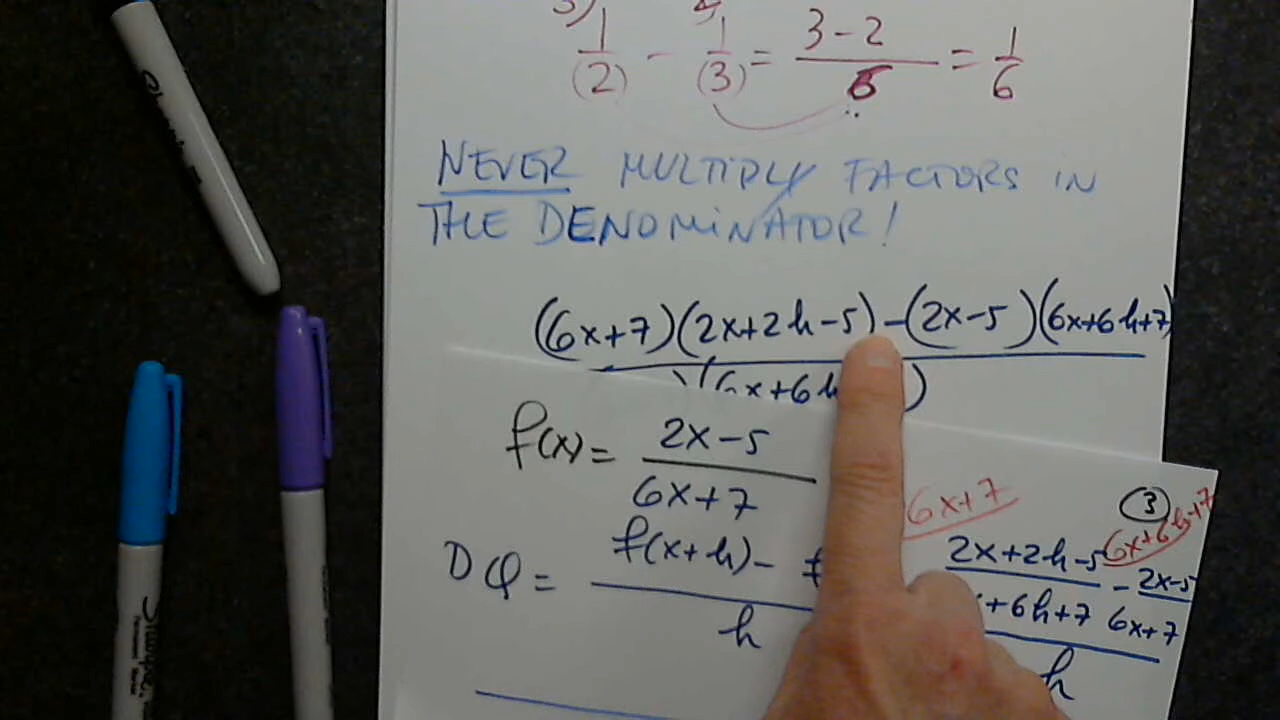 1/(2) - 1/(3) = (3-2)/6 = 1/6
NEVER MULTIPLY FACTORS IN
THE DENOMINATOR!
(6x+7)(2x+2h-5)-(2x-5)(6x+6h+7)
)(6x+6h )
f(x) = (2x-5)/(6x+7)
6x+7
3
6x+6h+7
DQ = (f(x+h)- f)/h
2x+2h-5 - 2x-5
+6h+7 6x+7
h
Sharpie